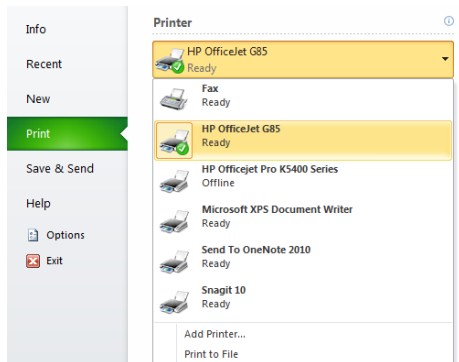 Info
Recent
New
Print
Save & Send
Help
Options
Exit
Printer
HP OfficeJet G85
Ready
Fax
Ready
HP OfficeJet G85
Ready
HP Officejet Pro K5400 Series
Offline
Microsoft XPS Document Writer
Ready
Send To OneNote 2010
Ready
Snagit 10
Ready
Add Printer...
Print to File